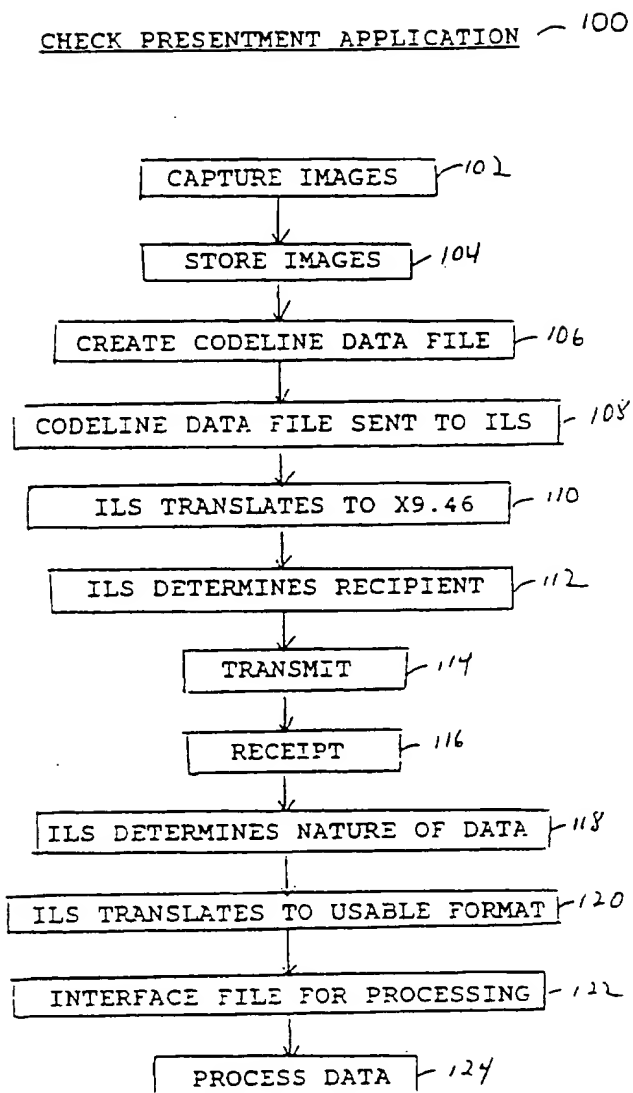 CHECK PRESENTMENT APPLICATION 100
CAPTURE IMAGES 102
STORE IMAGES 104
CREATE CODELINE DATA FILE 106
CODELINE DATA FILE SENT TO ILS 108
ILS TRANSLATES TO X9.46 110
ILS DETERMINES RECIPIENT 112
TRANSMIT 114
RECEIPT 116
ILS DETERMINES NATURE OF DATA 118
ILS TRANSLATES TO USABLE FORMAT 120
INTERFACE FILE FOR PROCESSING 122
PROCESS DATA 124